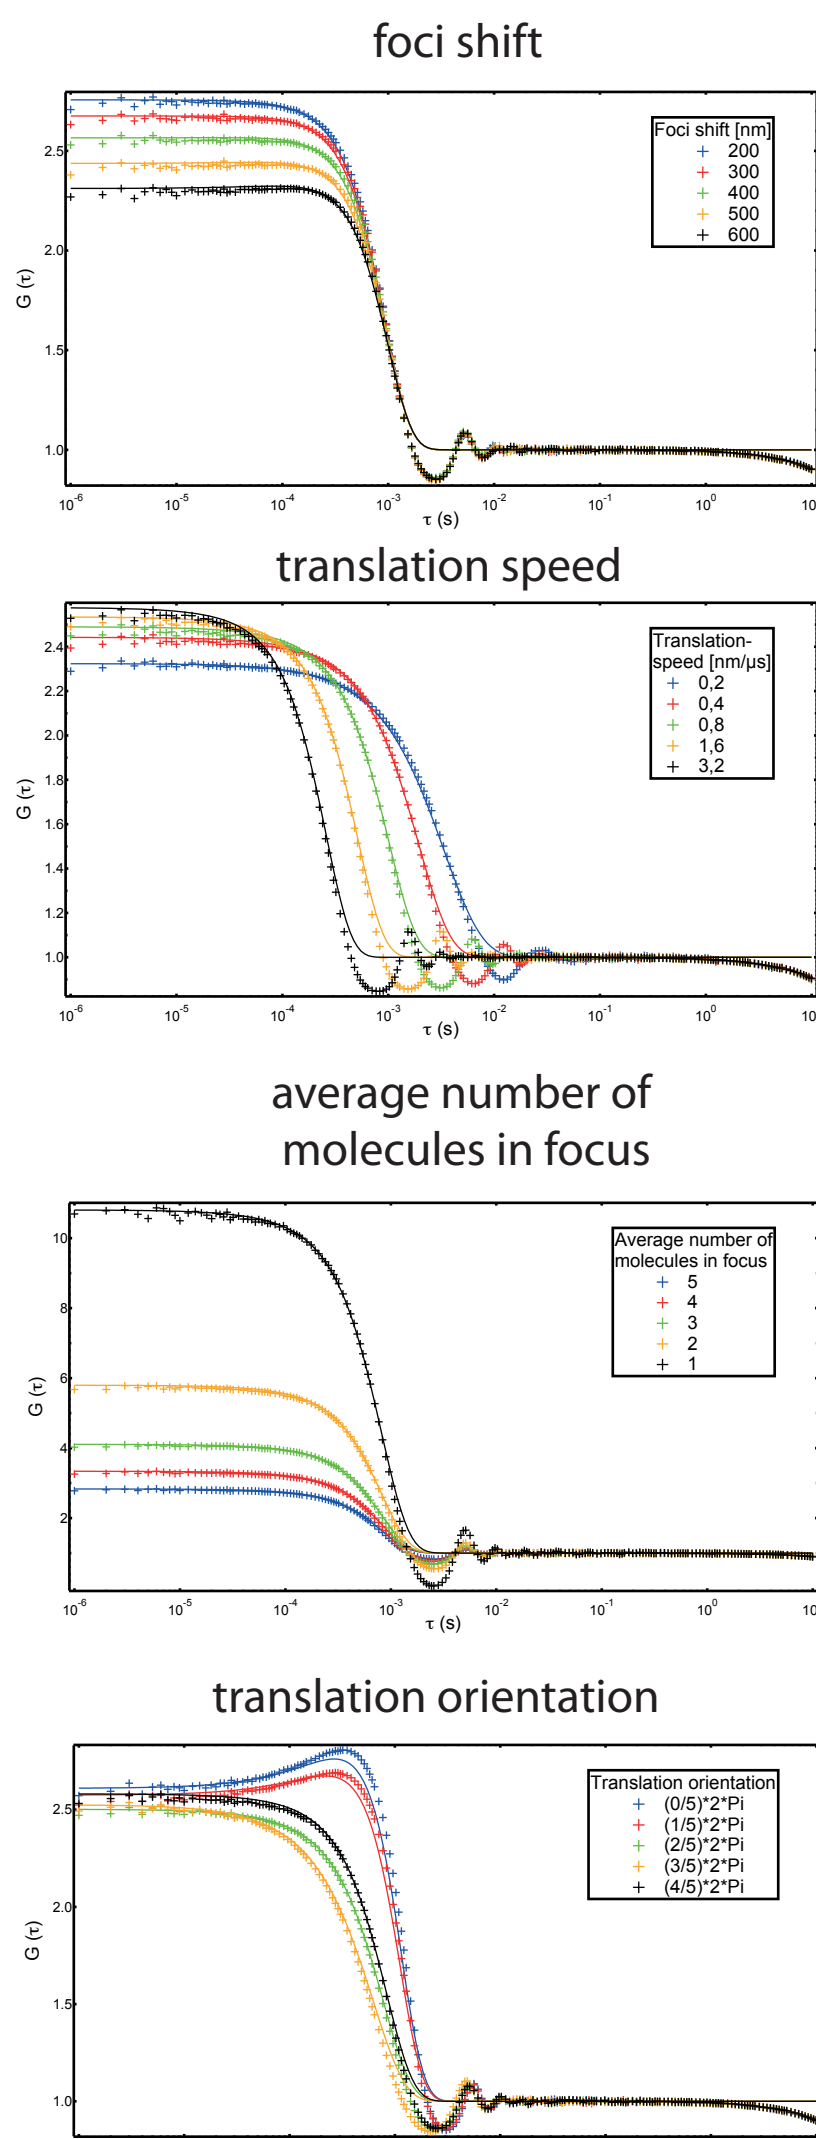 foci shift
Foci shift [nm]
200
300
400
500
600
2.5
2.0
1.5
1.0
G (τ)
10-6 10-5 10-4 10-3 10-2 10-1 100 10
τ (s)
translation speed
Translation-
speed [nm/µs]
0,2
0,4
0,8
1,6
3,2
2.4
2.2
2.0
1.8
1.6
1.4
1.2
1.0
G (τ)
10-6 10-5 10-4 10-3 10-2 10-1 100 10
τ (s)
average number of
molecules in focus
Average number of
molecules in focus
5
4
3
2
1
10
8
6
4
2
G (τ)
10-6 10-5 10-4 10-3 10-2 10-1 100 10
τ (s)
translation orientation
Translation orientation
(0/5)*2*Pi
(1/5)*2*Pi
(2/5)*2*Pi
(3/5)*2*Pi
(4/5)*2*Pi
2.5
2.0
1.5
1.0
G (τ)